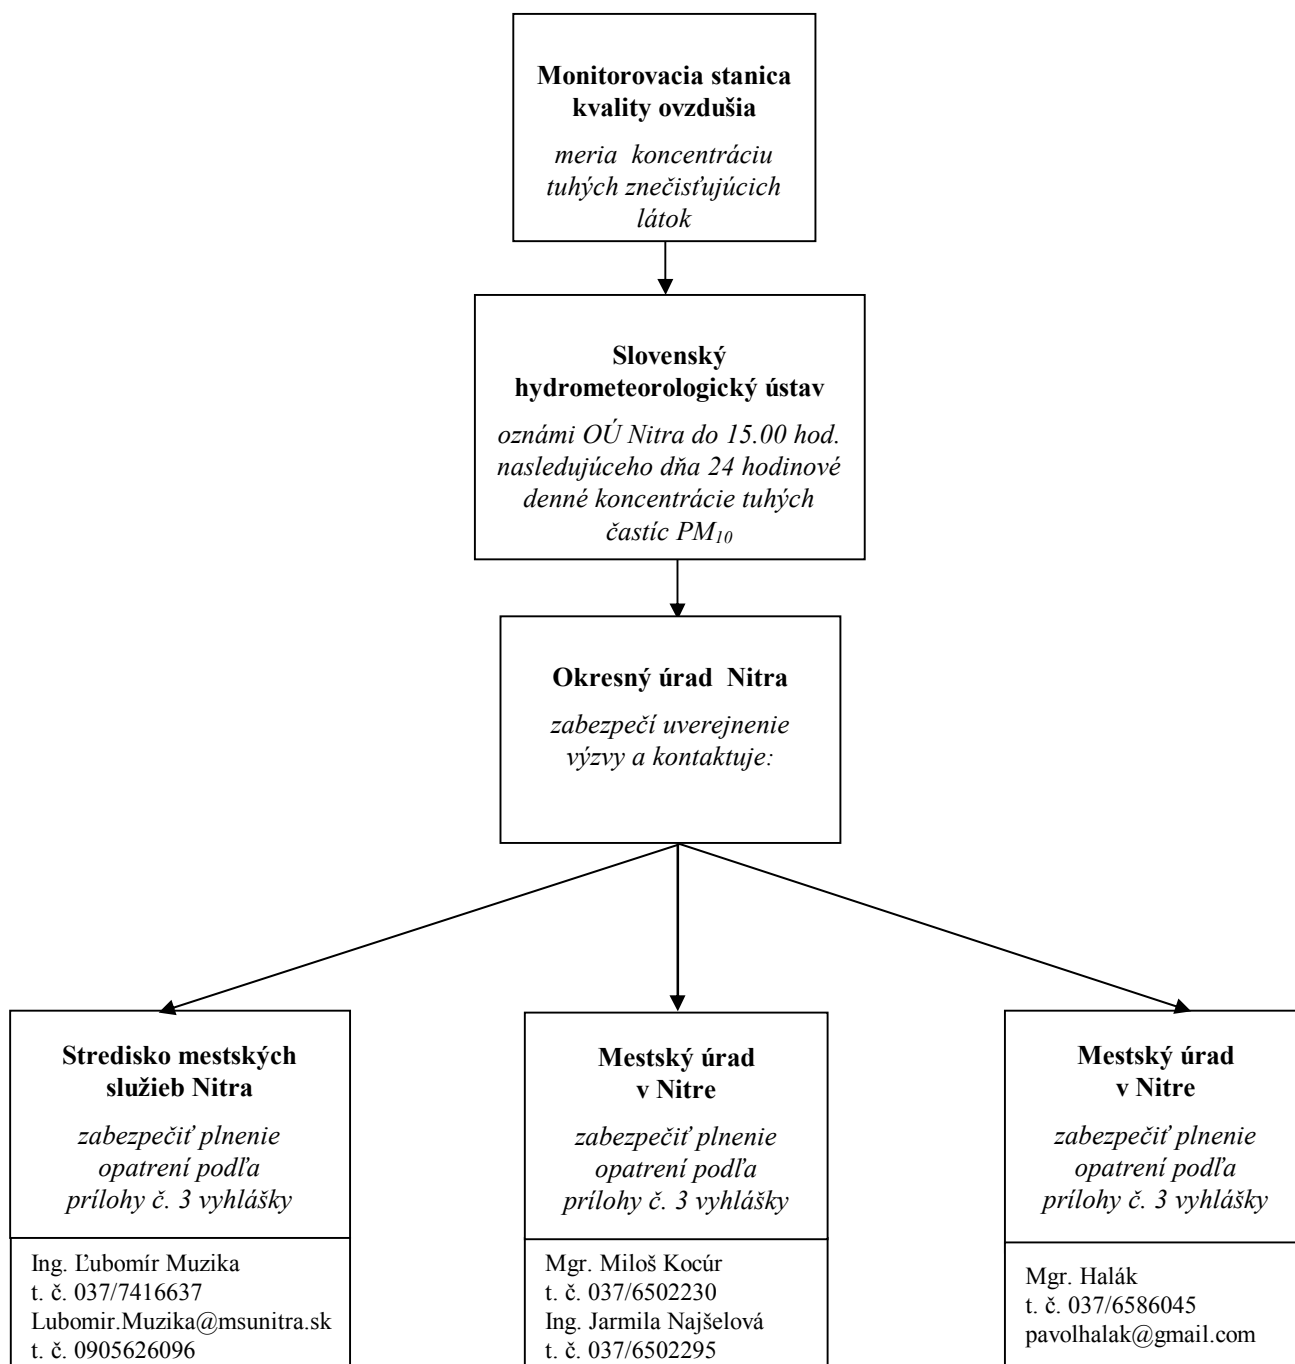 Monitorovacia stanica
kvality ovzdušia
meria koncentráciu
tuhých znečisťujúcich
látok
Slovenský
hydrometeorologický ústav
oznámi OÚ Nitra do 15.00 hod.
nasledujúceho dňa 24 hodinové
denné koncentrácie tuhých
častíc PM₁₀
Okresný úrad Nitra
zabezpečí uverejnenie
výzvy a kontaktuje:
Stredisko mestských
služieb Nitra
zabezpečiť plnenie
opatrení podľa
prílohy č. 3 vyhlášky
Ing. Ľubomír Muzika
t. č. 037/7416637
Lubomir.Muzika@msunitra.sk
t. č. 0905626096
Mestský úrad
v Nitre
zabezpečiť plnenie
opatrení podľa
prílohy č. 3 vyhlášky
Mgr. Miloš Kocúr
t. č. 037/6502230
Ing. Jarmila Najšelová
t. č. 037/6502295
Mestský úrad
v Nitre
zabezpečiť plnenie
opatrení podľa
prílohy č. 3 vyhlášky
Mgr. Halák
t. č. 037/6586045
pavolhalak@gmail.com